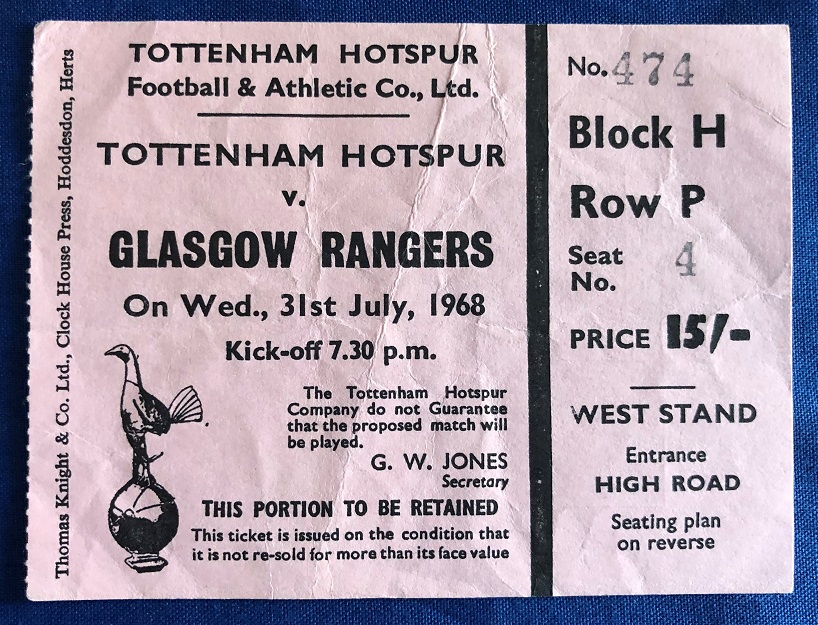 Thomas Knight & Co. Ltd., Clock House Press, Hoddesdon, Herts
TOTTENHAM HOTSPUR
Football & Athletic Co., Ltd.
TOTTENHAM HOTSPUR
v.
GLASGOW RANGERS
On Wed., 31st July, 1968
Kick-off 7.30 p.m.
The Tottenham Hotspur
Company do not Guarantee
that the proposed match will
be played.
G. W. JONES
Secretary
THIS PORTION TO BE RETAINED
This ticket is issued on the condition that
it is not re-sold for more than its face value
No. 474
Block H
Row P
Seat
No. 4
PRICE 15/-
WEST STAND
Entrance
HIGH ROAD
Seating plan
on reverse